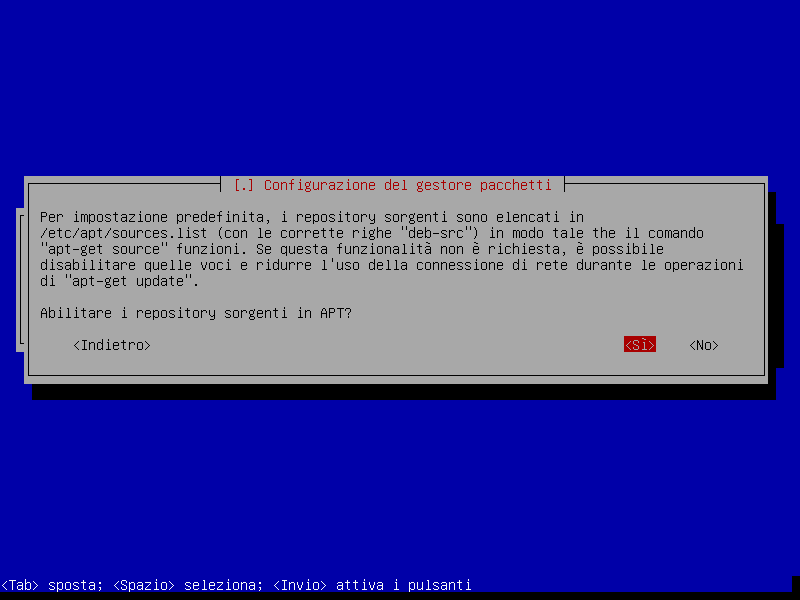 [.] Configurazione del gestore pacchetti
Per impostazione predefinita, i repository sorgenti sono elencati in
/etc/apt/sources.list (con le corrette righe "deb-src") in modo tale the il comando
"apt-get source" funzioni. Se questa funzionalità non è richiesta, è possibile
disabilitare quelle voci e ridurre l'uso della connessione di rete durante le operazioni
di "apt-get update".
Abilitare i repository sorgenti in APT?
<Indietro> <Sì> <No>
<Tab> sposta; <Spazio> seleziona; <Invio> attiva i pulsanti